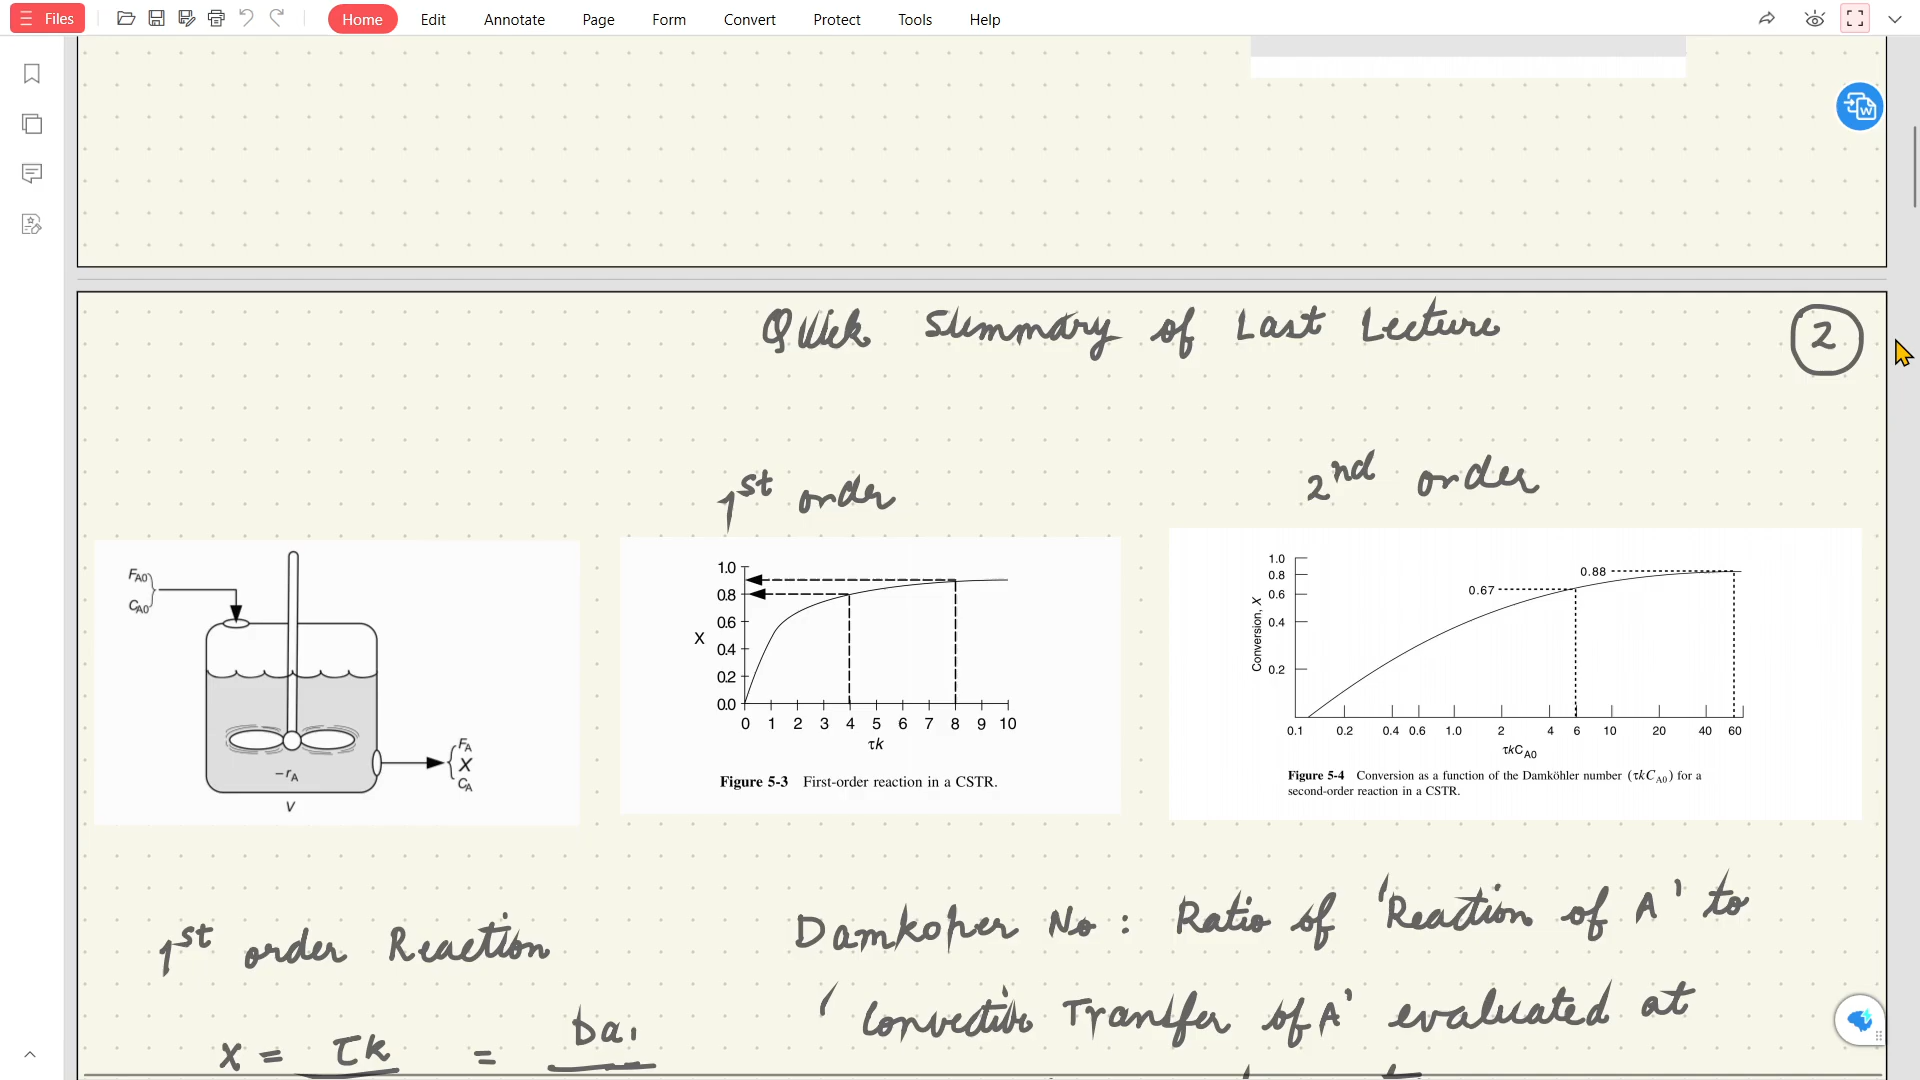 Files
Home Edit Annotate Page Form Convert Protect Tools Help
Quick Summary of Last Lecture
2
1st order
2nd order
FA0
CA0
-rA
V
FA
X
CA
1.0
0.8
0.6
0.4
0.2
0.0
X
0 1 2 3 4 5 6 7 8 9 10
τk
Figure 5-3 First-order reaction in a CSTR.
1.0
0.8
0.6
0.4
0.2
Conversion, X
0.67
0.88
0.1 0.2 0.4 0.6 1.0 2 4 6 10 20 40 60
τkCA0
Figure 5-4 Conversion as a function of the Damköhler number (τkCA0) for a
second-order reaction in a CSTR.
1st order Reaction
X = τk = Da1
Damkoher No : Ratio of 'Reaction of A' to
'Convective Transfer of A' evaluated at